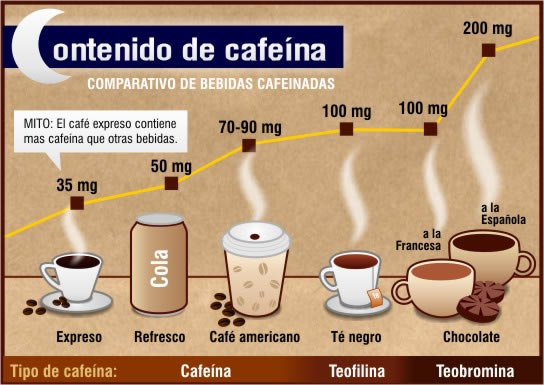 Contenido de cafeína
COMPARATIVO DE BEBIDAS CAFEINADAS
MITO: El café expreso contiene
mas cafeina que otras bebidas.
35 mg
50 mg
70-90 mg
100 mg
100 mg
200 mg
Cola
a la
Francesa
a la
Española
Expreso
Refresco
Café americano
Té negro
Chocolate
Tipo de cafeína:
Cafeína
Teofilina
Teobromina